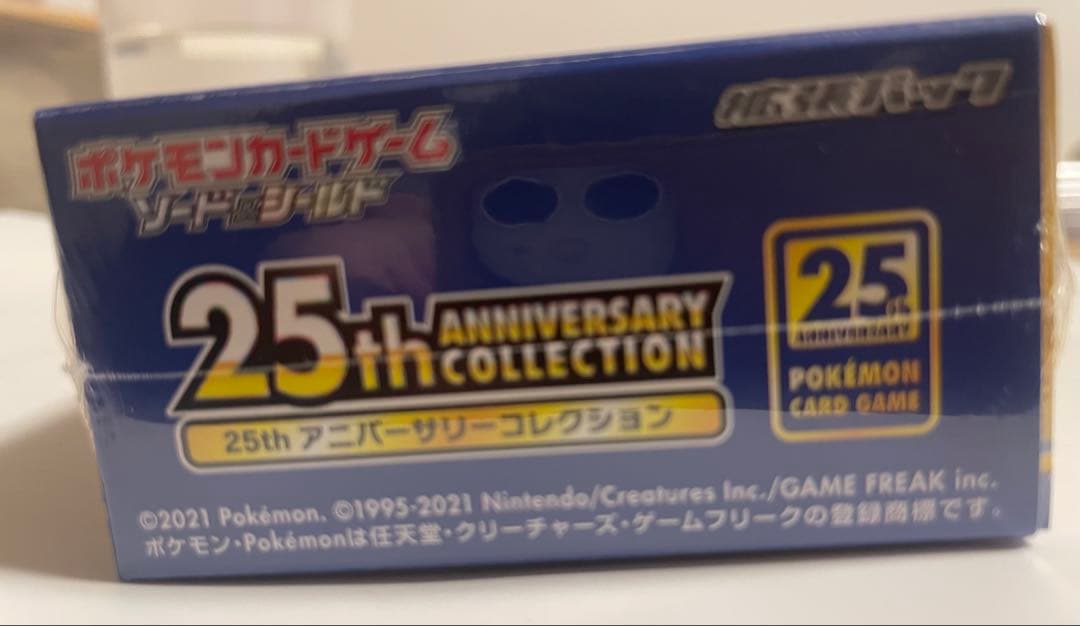 ポケモンカードゲーム
ソード&シールド
拡張パック
25th ANNIVERSARY
COLLECTION
25th アニバーサリーコレクション
25th
ANNIVERSARY
POKÉMON
CARD GAME
©2021 Pokémon. ©1995-2021 Nintendo/Creatures Inc./GAME FREAK inc.
ポケモン・Pokémonは任天堂・クリーチャーズ・ゲームフリークの登録商標です。